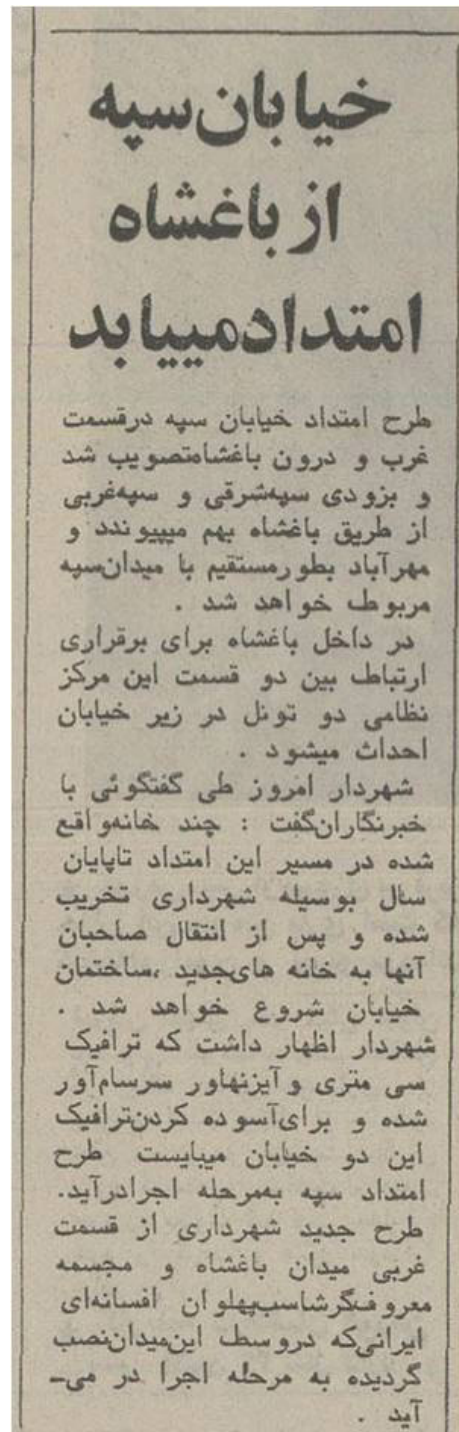 خیابان سپه
از باغشاه
امتداد مییابد
طرح امتداد خیابان سپه درقسمت
غرب و درون باغشاهتصویب شد
و بزودی سپه‌شرقی و سپه‌غربی
از طریق باغشاه بهم میپیوندد و
مهرآباد بطورمستقیم با میدان‌سپه
مربوط خواهد شد .
در داخل باغشاه برای برقراری
ارتباط بین دو قسمت این مرکز
نظامی دو تونل در زیر خیابان
احداث میشود .
شهردار امروز طی گفتگوئی با
خبرنگاران‌گفت : چند خانه‌واقع
شده در مسیر این امتداد تاپایان
سال بوسیله شهرداری تخریب
شده و پس از انتقال صاحبان
آنها به خانه های‌جدید ،ساختمان
خیابان شروع خواهد شد .
شهردار اظهار داشت که ترافیک
سی متری و آیزنهاور سرسام‌آور
شده و برای‌آسوده کردن‌ترافیک
این دو خیابان میبایست طرح
امتداد سپه به‌مرحله اجرادرآید.
طرح جدید شهرداری از قسمت
غربی میدان باغشاه و مجسمه
معروف‌گرشاسب‌پهلوان افسانه‌ای
ایرانی‌که دروسط این‌میدان‌نصب
گردیده به مرحله اجرا در می‌ـ
آید .